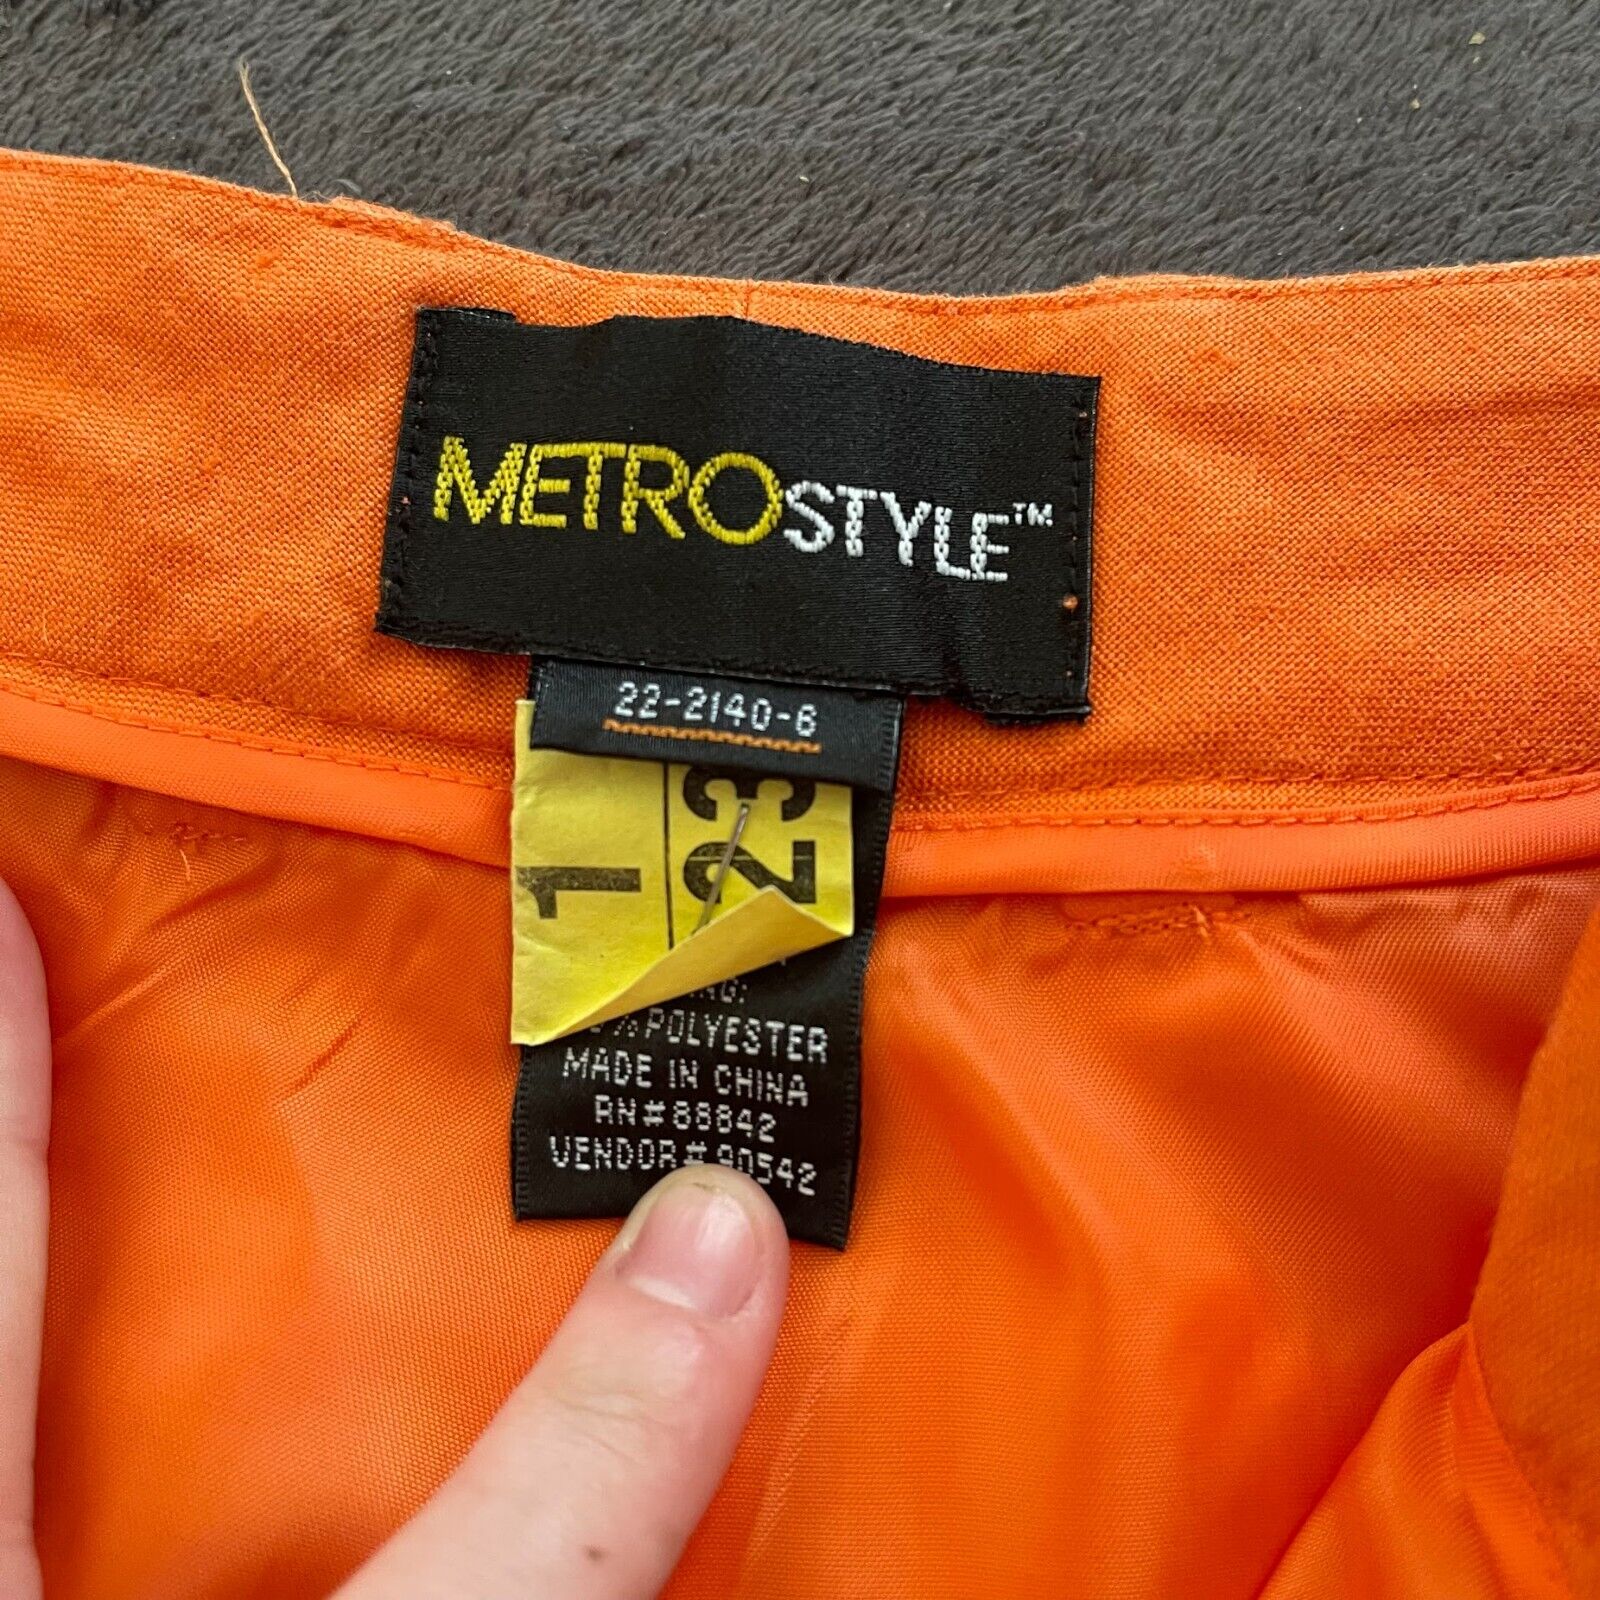 METROSTYLE™
22-2140-6
1 23
POLYESTER
MADE IN CHINA
RN#88842
VENDOR#90542